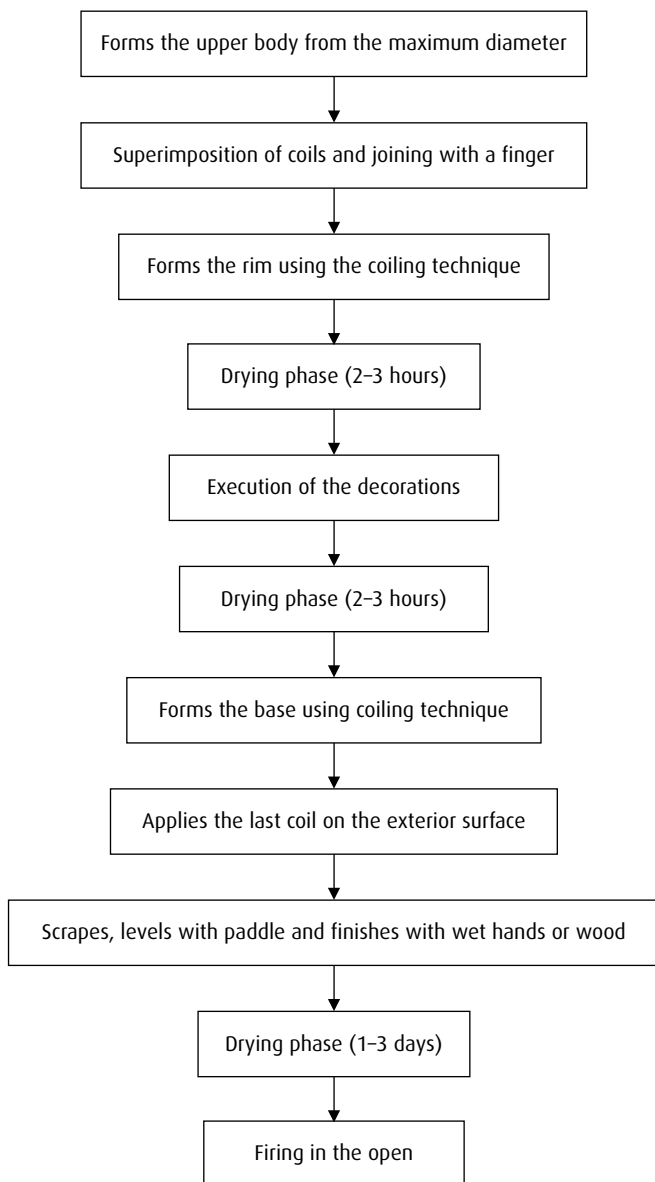 Forms the upper body from the maximum diameter
Superimposition of coils and joining with a finger
Forms the rim using the coiling technique
Drying phase (2–3 hours)
Execution of the decorations
Drying phase (2–3 hours)
Forms the base using coiling technique
Applies the last coil on the exterior surface
Scrapes, levels with paddle and finishes with wet hands or wood
Drying phase (1–3 days)
Firing in the open